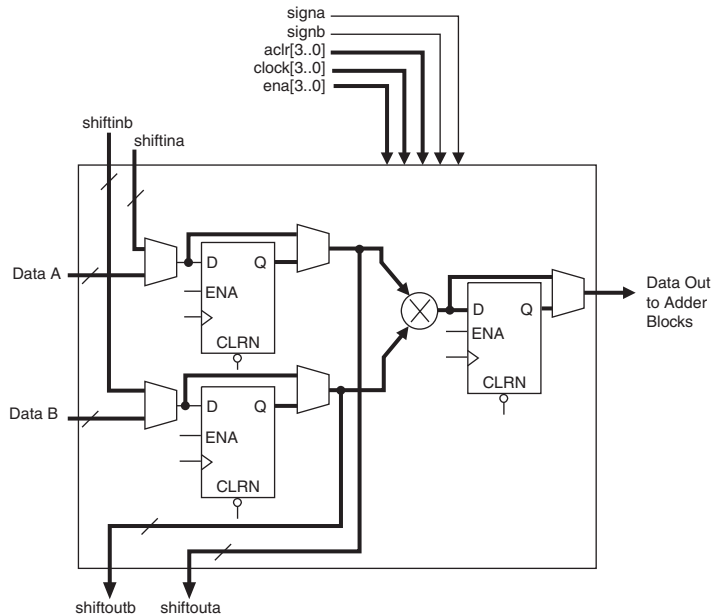 signa
signb
aclr[3..0]
clock[3..0]
ena[3..0]
shiftinb
shiftina
Data A
D Q
ENA
CLRN
Data B
D Q
ENA
CLRN
D Q
ENA
CLRN
Data Out
to Adder
Blocks
shiftoutb
shiftouta